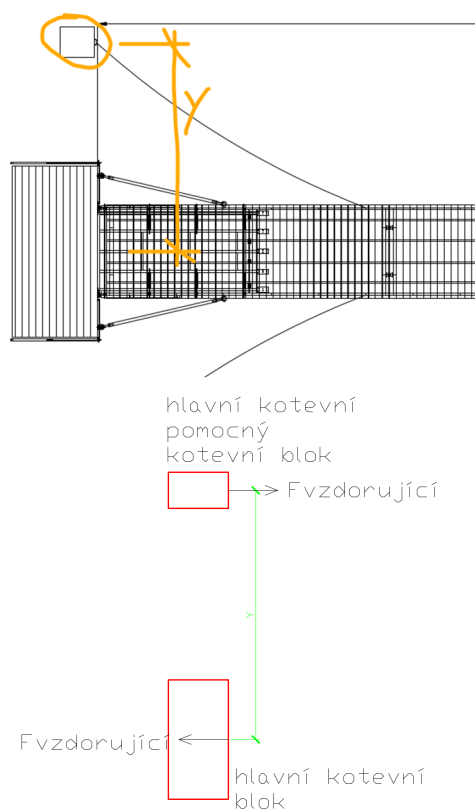 Y
hlavní kotevní
pomocný
kotevní blok
Fvzdorující
Y
Fvzdorující
hlavní kotevní
blok